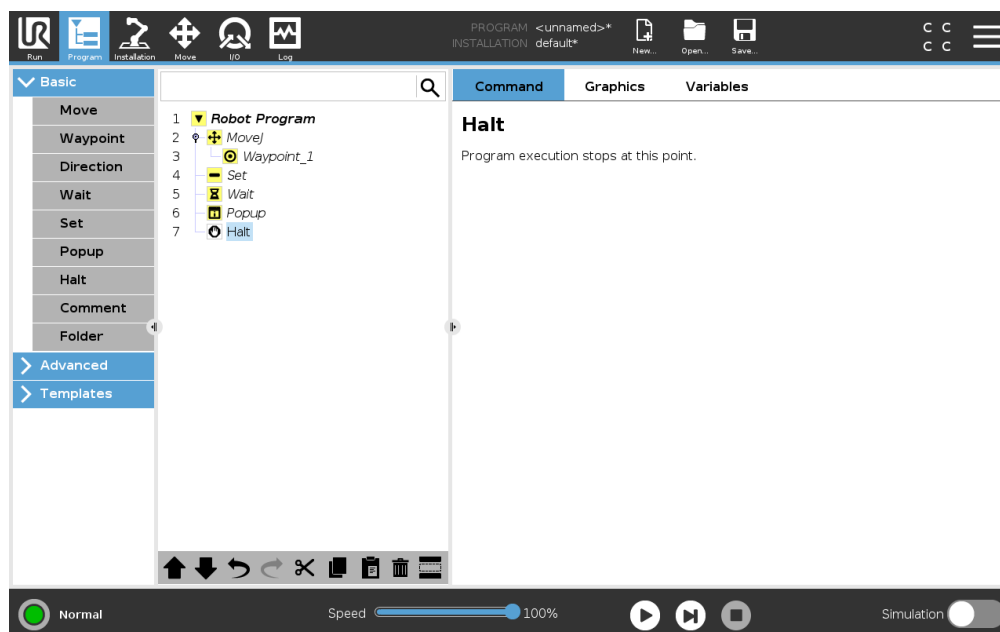 UR
Run
Program
Installation
Move
I/O
Log
PROGRAM <unnamed>*
INSTALLATION default*
New...
Open...
Save...
C C
C C
Basic
Move
Waypoint
Direction
Wait
Set
Popup
Halt
Comment
Folder
Advanced
Templates
1 Robot Program
2 MoveJ
3 Waypoint_1
4 Set
5 Wait
6 Popup
7 Halt
Command Graphics Variables
Halt
Program execution stops at this point.
Normal
Speed 100%
Simulation